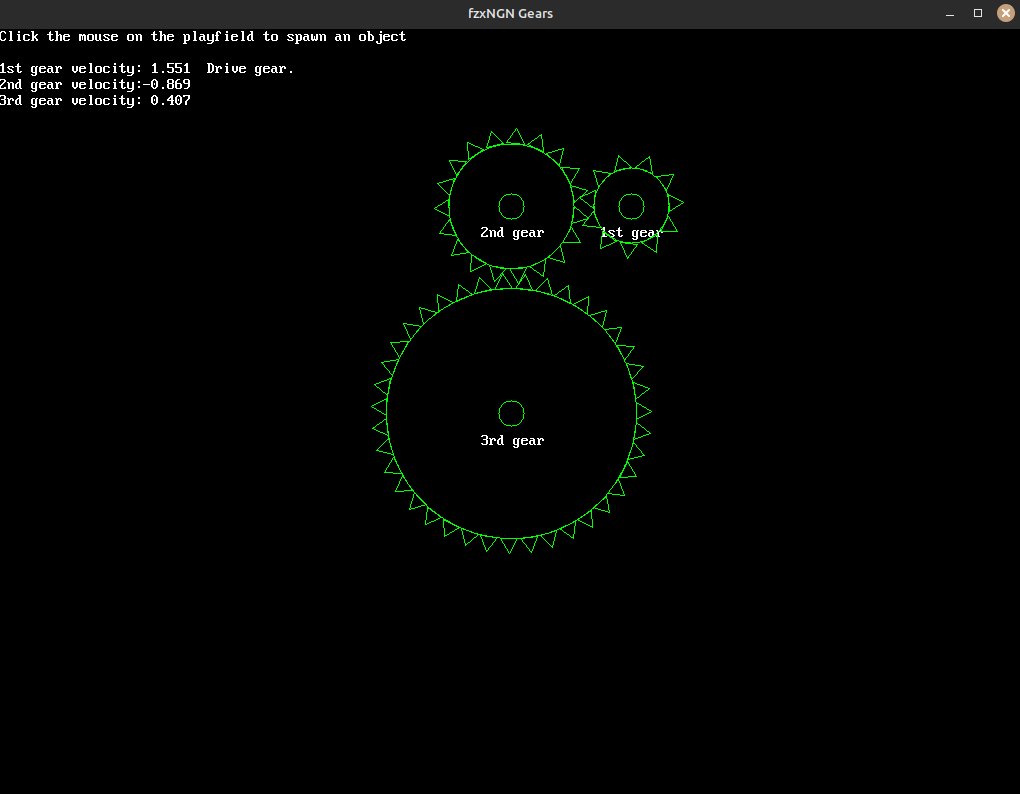 fzxNGN Gears
Click the mouse on the playfield to spawn an object
1st gear velocity: 1.551  Drive gear.
2nd gear velocity:-0.869
3rd gear velocity: 0.407
2nd gear
1st gear
3rd gear